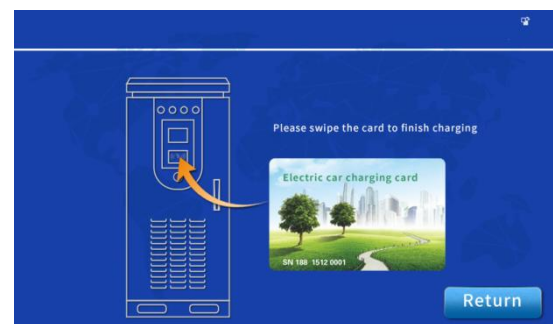 Please swipe the card to finish charging
Electric car charging card
SN 188 1512 0001
Return